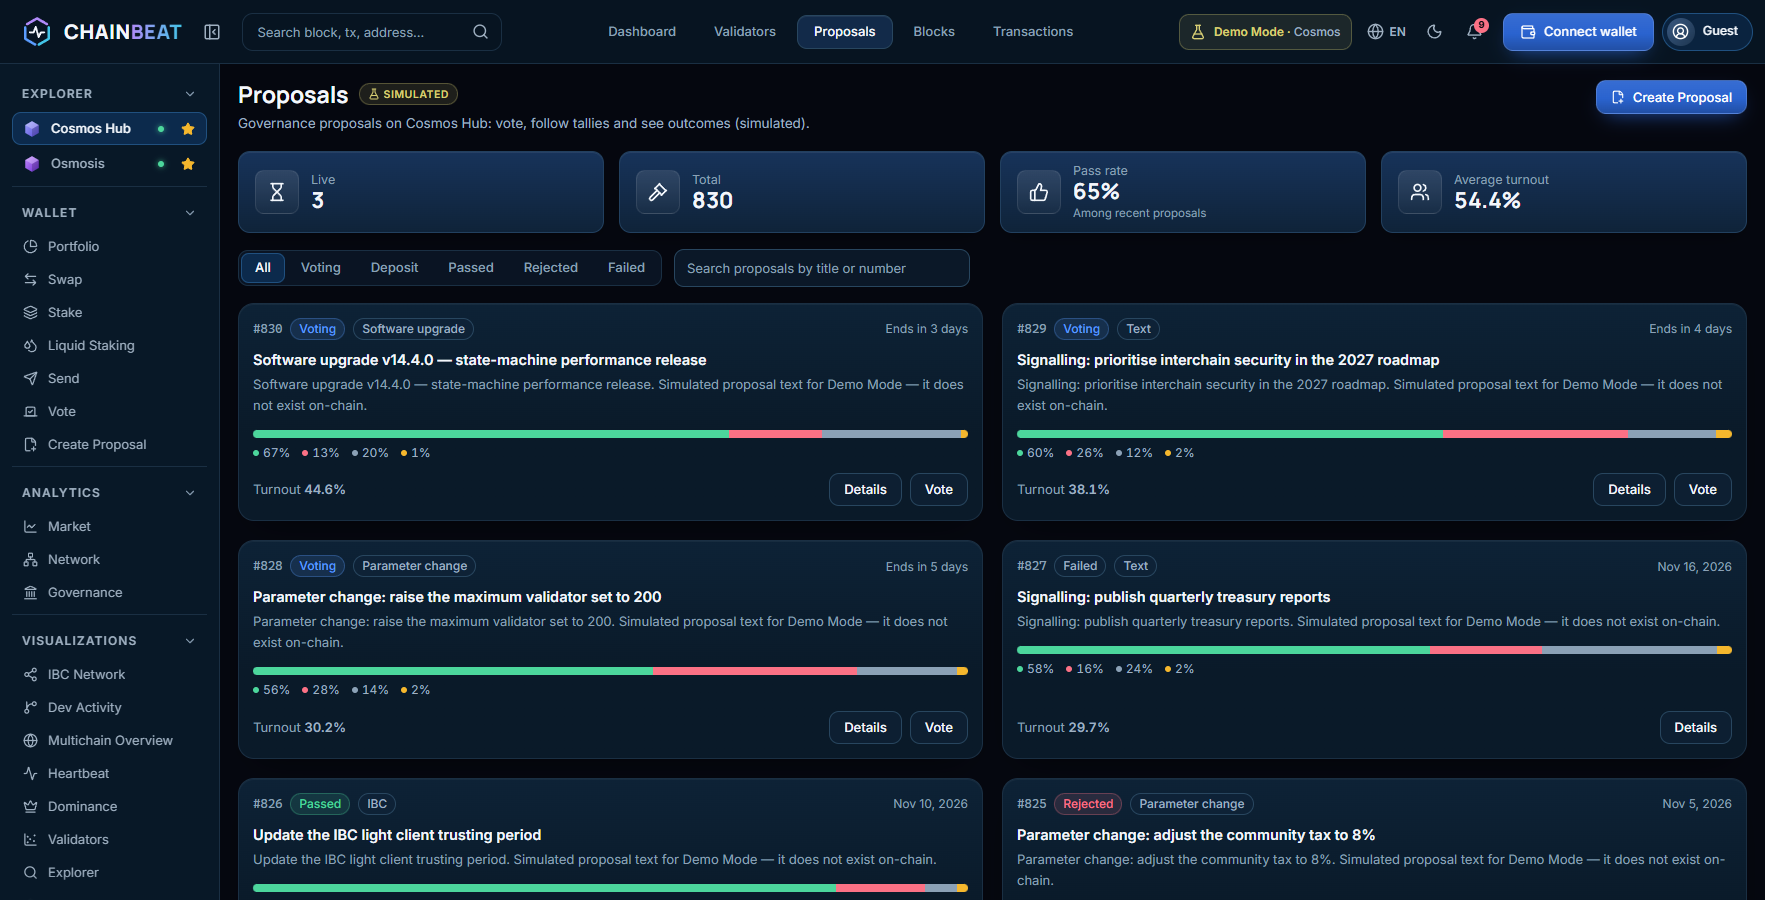 CHAINBEAT
Search block, tx, address...
Dashboard
Validators
Proposals
Blocks
Transactions
Demo Mode · Cosmos
EN
9
Connect wallet
Guest
EXPLORER
Cosmos Hub
Osmosis
WALLET
Portfolio
Swap
Stake
Liquid Staking
Send
Vote
Create Proposal
ANALYTICS
Market
Network
Governance
VISUALIZATIONS
IBC Network
Dev Activity
Multichain Overview
Heartbeat
Dominance
Validators
Explorer
Proposals
SIMULATED
Governance proposals on Cosmos Hub: vote, follow tallies and see outcomes (simulated).
Create Proposal
Live
3
Total
830
Pass rate
65%
Among recent proposals
Average turnout
54.4%
All
Voting
Deposit
Passed
Rejected
Failed
Search proposals by title or number
#830 Voting Software upgrade Ends in 3 days
Software upgrade v14.4.0 — state-machine performance release
Software upgrade v14.4.0 — state-machine performance release. Simulated proposal text for Demo Mode — it does
not exist on-chain.
67% 13% 20% 1%
Turnout 44.6%
Details
Vote
#829 Voting Text Ends in 4 days
Signalling: prioritise interchain security in the 2027 roadmap
Signalling: prioritise interchain security in the 2027 roadmap. Simulated proposal text for Demo Mode — it does not
exist on-chain.
60% 26% 12% 2%
Turnout 38.1%
Details
Vote
#828 Voting Parameter change Ends in 5 days
Parameter change: raise the maximum validator set to 200
Parameter change: raise the maximum validator set to 200. Simulated proposal text for Demo Mode — it does not
exist on-chain.
56% 28% 14% 2%
Turnout 30.2%
Details
Vote
#827 Failed Text Nov 16, 2026
Signalling: publish quarterly treasury reports
Signalling: publish quarterly treasury reports. Simulated proposal text for Demo Mode — it does not exist on-chain.
58% 16% 24% 2%
Turnout 29.7%
Details
#826 Passed IBC Nov 10, 2026
Update the IBC light client trusting period
Update the IBC light client trusting period. Simulated proposal text for Demo Mode — it does not exist on-chain.
#825 Rejected Parameter change Nov 5, 2026
Parameter change: adjust the community tax to 8%
Parameter change: adjust the community tax to 8%. Simulated proposal text for Demo Mode — it does not exist on-
chain.